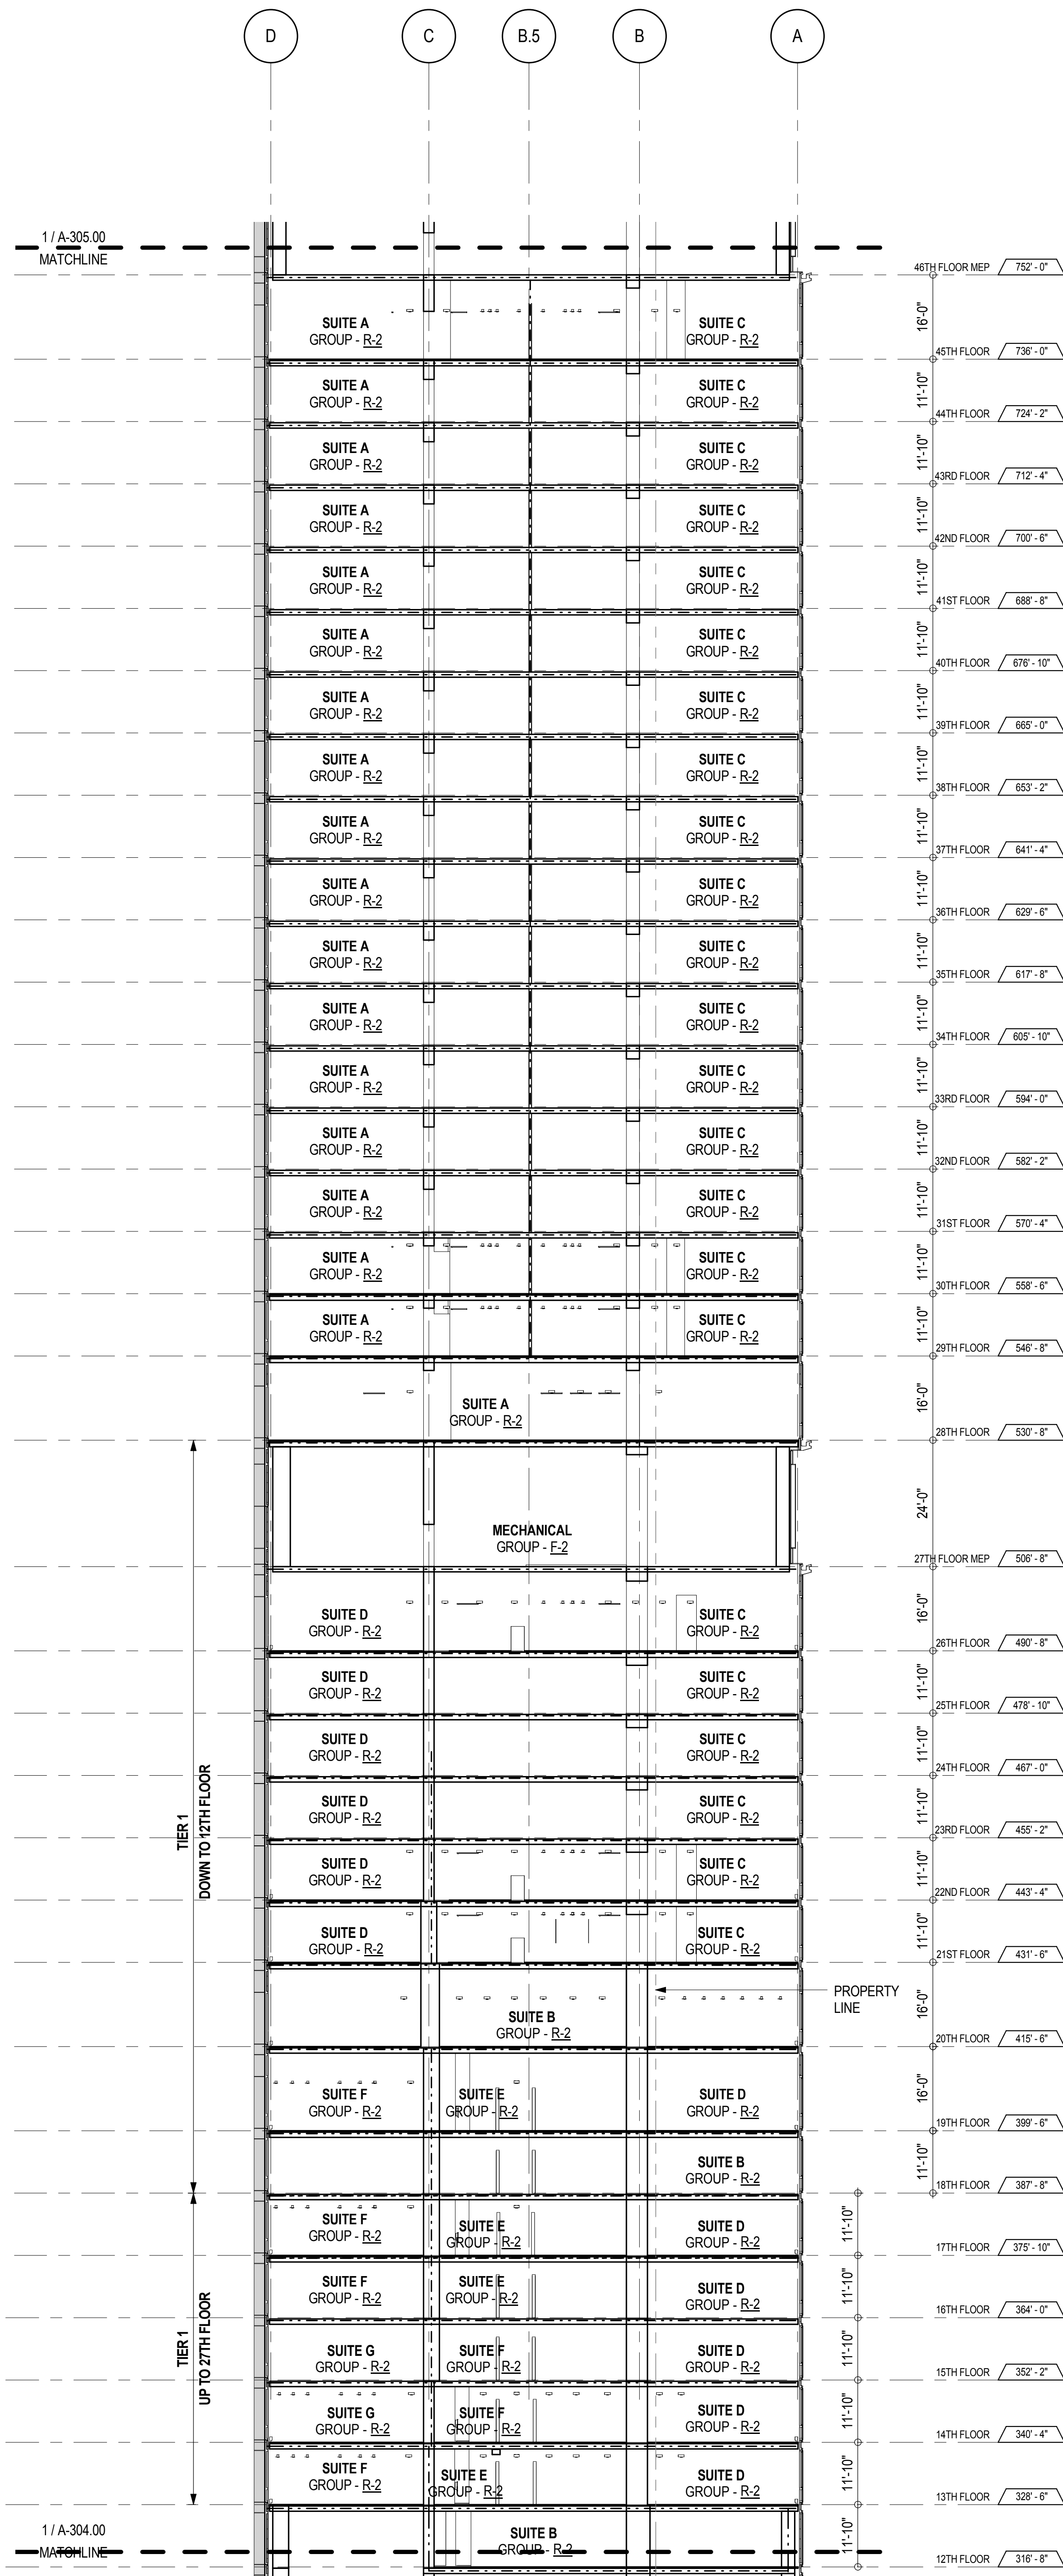 D C B.5 B A
1 / A-305.00
MATCHLINE
46TH FLOOR MEP 752' - 0"
16'-0"
SUITE A SUITE C
GROUP - R-2 GROUP - R-2
45TH FLOOR 736' - 0"
11'-10"
SUITE A SUITE C
GROUP - R-2 GROUP - R-2
44TH FLOOR 724' - 2"
11'-10"
SUITE A SUITE C
GROUP - R-2 GROUP - R-2
43RD FLOOR 712' - 4"
11'-10"
SUITE A SUITE C
GROUP - R-2 GROUP - R-2
42ND FLOOR 700' - 6"
11'-10"
SUITE A SUITE C
GROUP - R-2 GROUP - R-2
41ST FLOOR 688' - 8"
11'-10"
SUITE A SUITE C
GROUP - R-2 GROUP - R-2
40TH FLOOR 676' - 10"
11'-10"
SUITE A SUITE C
GROUP - R-2 GROUP - R-2
39TH FLOOR 665' - 0"
11'-10"
SUITE A SUITE C
GROUP - R-2 GROUP - R-2
38TH FLOOR 653' - 2"
11'-10"
SUITE A SUITE C
GROUP - R-2 GROUP - R-2
37TH FLOOR 641' - 4"
11'-10"
SUITE A SUITE C
GROUP - R-2 GROUP - R-2
36TH FLOOR 629' - 6"
11'-10"
SUITE A SUITE C
GROUP - R-2 GROUP - R-2
35TH FLOOR 617' - 8"
11'-10"
SUITE A SUITE C
GROUP - R-2 GROUP - R-2
34TH FLOOR 605' - 10"
11'-10"
SUITE A SUITE C
GROUP - R-2 GROUP - R-2
33RD FLOOR 594' - 0"
11'-10"
SUITE A SUITE C
GROUP - R-2 GROUP - R-2
32ND FLOOR 582' - 2"
11'-10"
SUITE A SUITE C
GROUP - R-2 GROUP - R-2
31ST FLOOR 570' - 4"
11'-10"
SUITE A SUITE C
GROUP - R-2 GROUP - R-2
30TH FLOOR 558' - 6"
11'-10"
SUITE A SUITE C
GROUP - R-2 GROUP - R-2
29TH FLOOR 546' - 8"
16'-0"
SUITE A
GROUP - R-2
28TH FLOOR 530' - 8"
24'-0"
MECHANICAL
GROUP - F-2
27TH FLOOR MEP 506' - 8"
16'-0"
SUITE D SUITE C
GROUP - R-2 GROUP - R-2
26TH FLOOR 490' - 8"
11'-10"
SUITE D SUITE C
GROUP - R-2 GROUP - R-2
25TH FLOOR 478' - 10"
11'-10"
SUITE D SUITE C
GROUP - R-2 GROUP - R-2
24TH FLOOR 467' - 0"
11'-10"
SUITE D SUITE C
GROUP - R-2 GROUP - R-2
23RD FLOOR 455' - 2"
TIER 1
DOWN TO 12TH FLOOR
11'-10"
SUITE D SUITE C
GROUP - R-2 GROUP - R-2
22ND FLOOR 443' - 4"
11'-10"
SUITE D SUITE C
GROUP - R-2 GROUP - R-2
21ST FLOOR 431' - 6"
PROPERTY
LINE
16'-0"
SUITE B
GROUP - R-2
20TH FLOOR 415' - 6"
16'-0"
SUITE F SUITE E SUITE D
GROUP - R-2 GROUP - R-2 GROUP - R-2
19TH FLOOR 399' - 6"
11'-10"
SUITE B
GROUP - R-2
18TH FLOOR 387' - 8"
11'-10"
SUITE F SUITE E SUITE D
GROUP - R-2 GROUP - R-2 GROUP - R-2
17TH FLOOR 375' - 10"
11'-10"
SUITE F SUITE E SUITE D
GROUP - R-2 GROUP - R-2 GROUP - R-2
16TH FLOOR 364' - 0"
TIER 1
UP TO 27TH FLOOR
11'-10"
SUITE G SUITE F SUITE D
GROUP - R-2 GROUP - R-2 GROUP - R-2
15TH FLOOR 352' - 2"
11'-10"
SUITE G SUITE F SUITE D
GROUP - R-2 GROUP - R-2 GROUP - R-2
14TH FLOOR 340' - 4"
11'-10"
SUITE F SUITE E SUITE D
GROUP - R-2 GROUP - R-2 GROUP - R-2
13TH FLOOR 328' - 6"
11'-10"
1 / A-304.00
MATCHLINE
SUITE B
GROUP - R-2
12TH FLOOR 316' - 8"